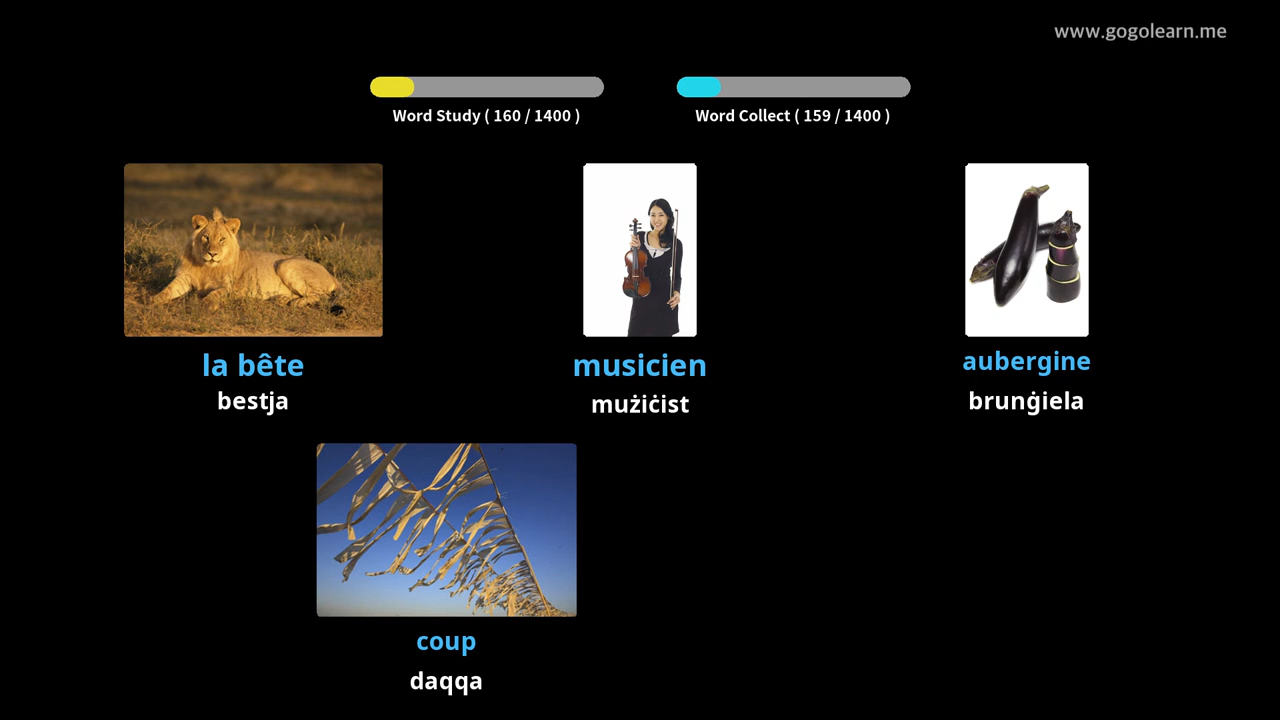 www.gogolearn.me
Word Study ( 160 / 1400 )
Word Collect ( 159 / 1400 )
la bête
bestja
musicien
mużiċist
aubergine
brunġiela
coup
daqqa